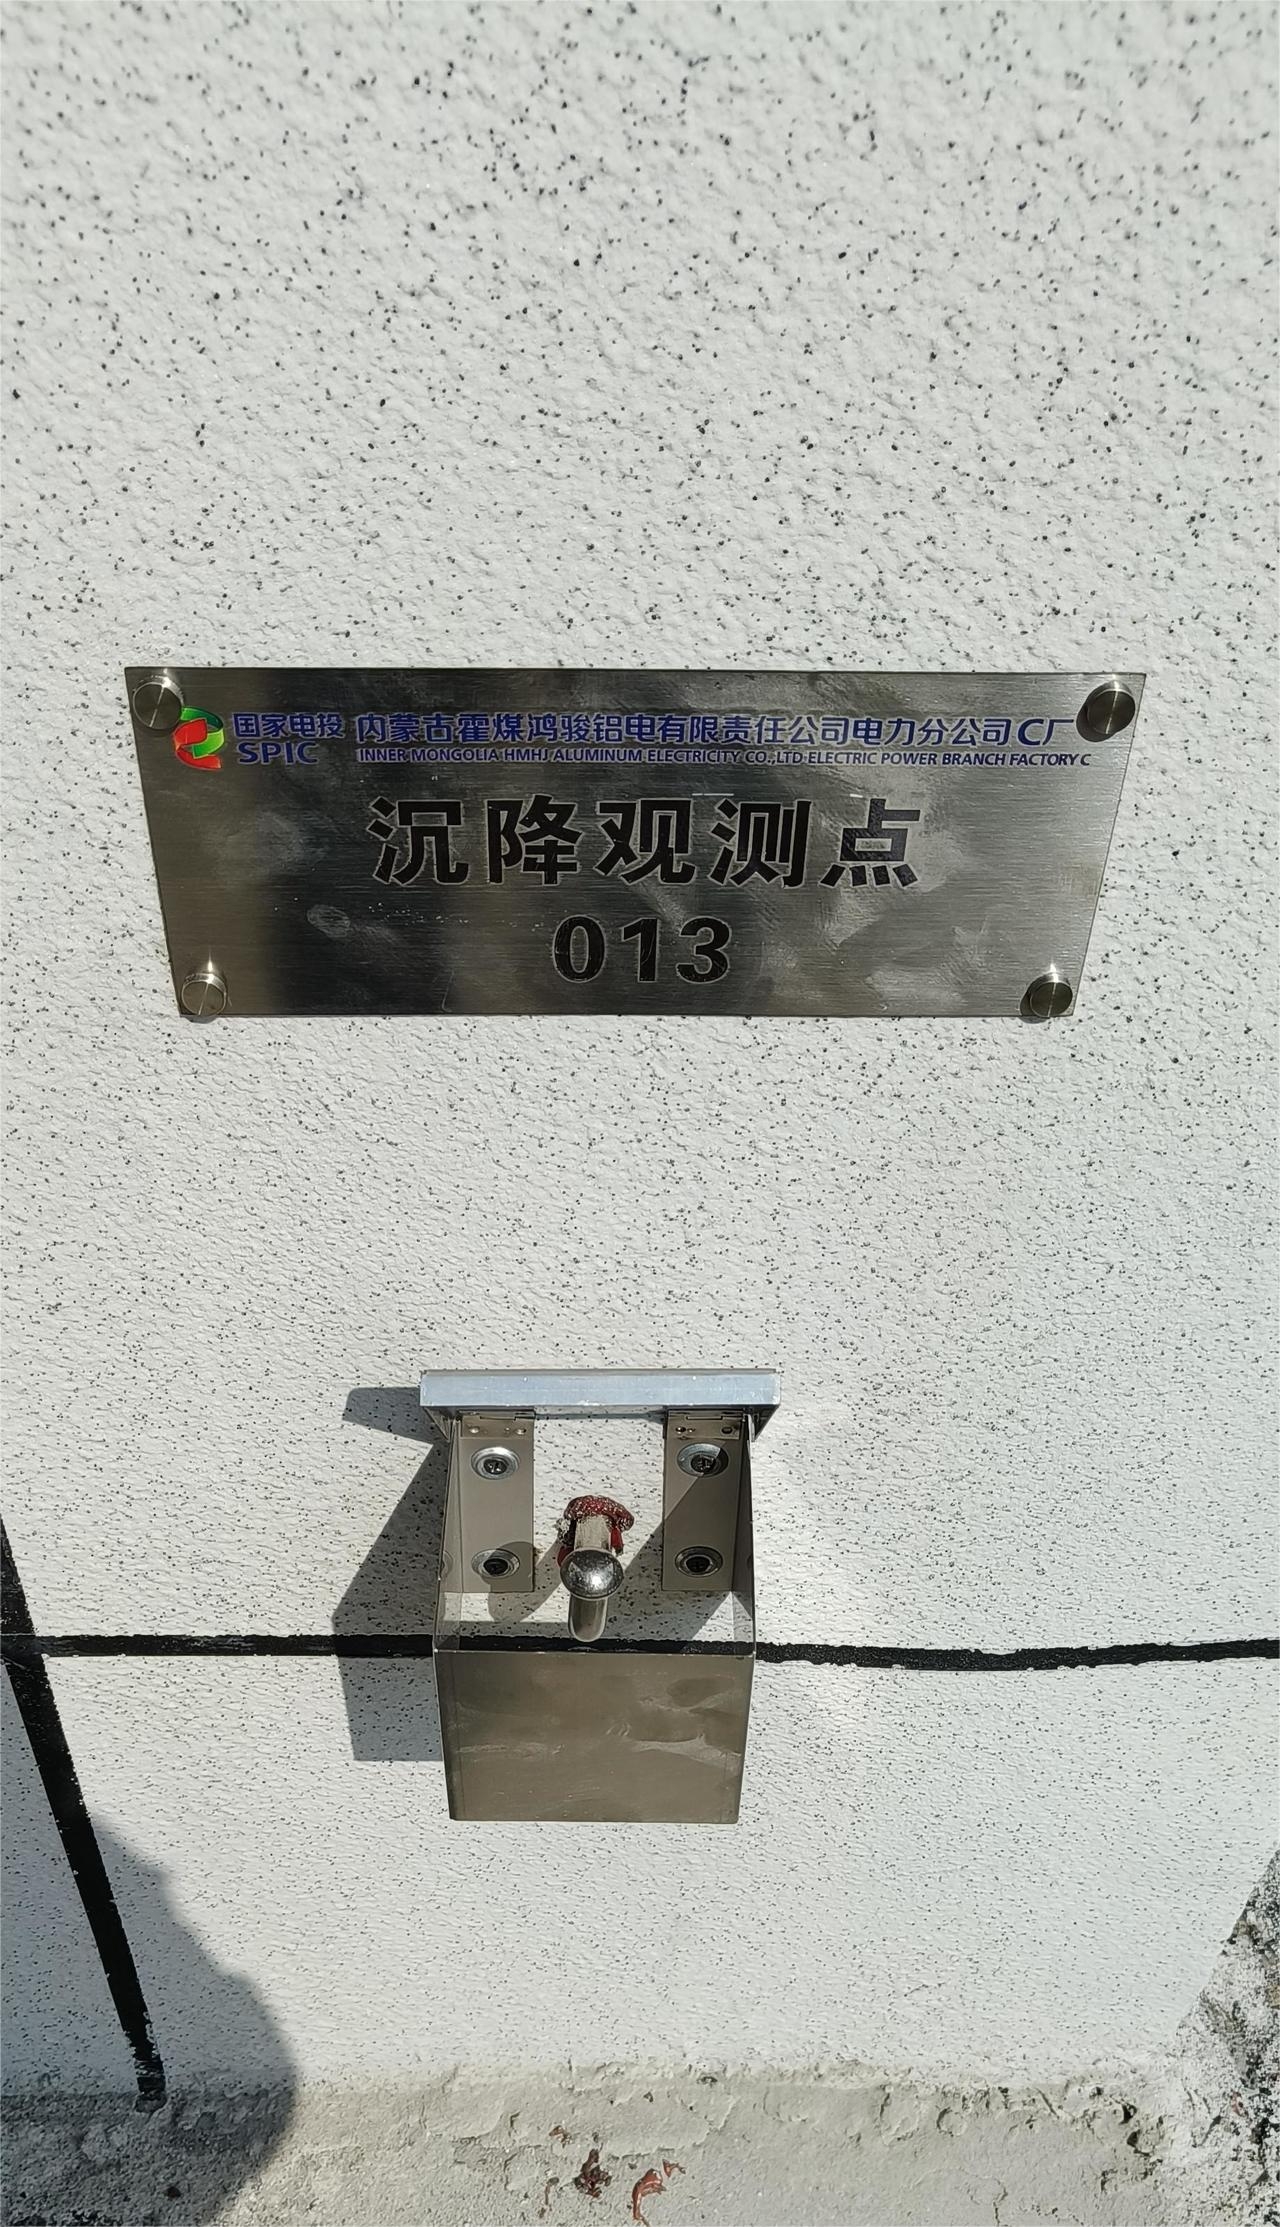 国家电投 内蒙古霍煤鸿骏铝电有限责任公司电力分公司C厂
SPIC INNER MONGOLIA HMHJ ALUMINUM ELECTRICITY CO.,LTD ELECTRIC POWER BRANCH FACTORY C
沉降观测点
013